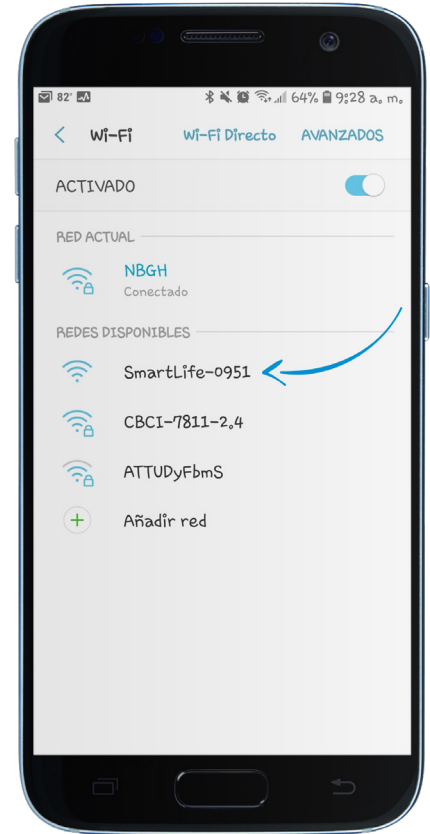 82° 64% 9:28 a. m.
Wi-Fi Wi-Fi Directo AVANZADOS
ACTIVADO
RED ACTUAL
NBGH
Conectado
REDES DISPONIBLES
SmartLife-0951
CBCI-7811-2.4
ATTUDyFbmS
Añadir red